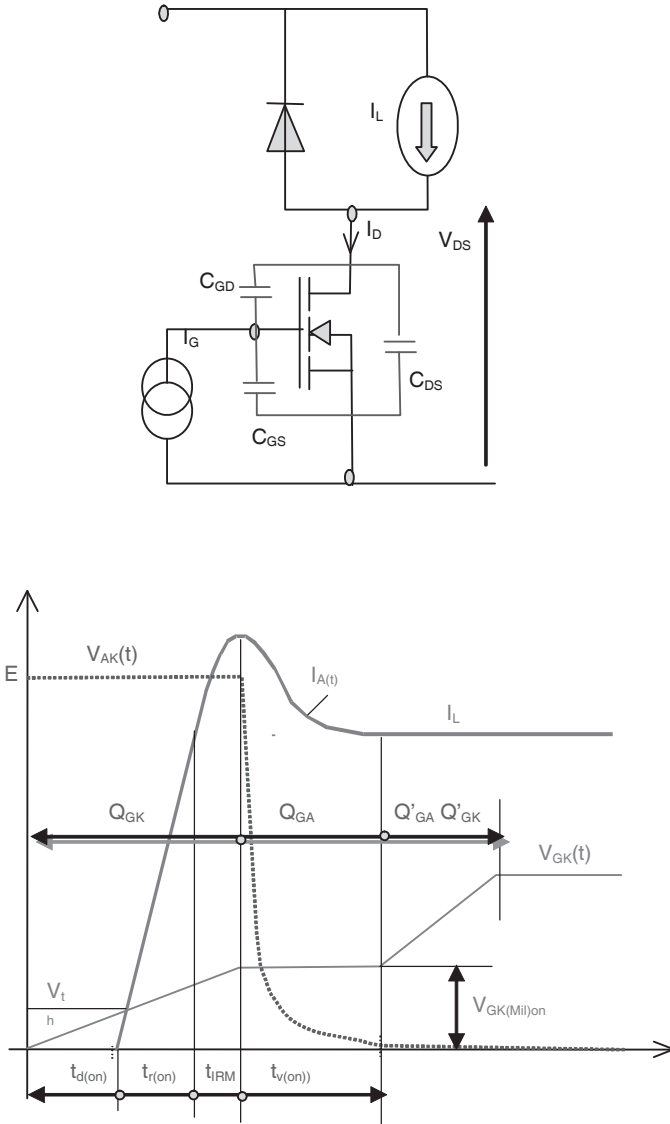 I_L
I_D
V_DS
C_GD
I_G
C_DS
C_GS
V_AK(t)
E
I_A(t)
I_L
Q_GK Q_GA Q'_GA Q'_GK
V_GK(t)
V_t
h
V_GK(Mil)on
t_d(on) t_r(on) t_IRM t_v(on))